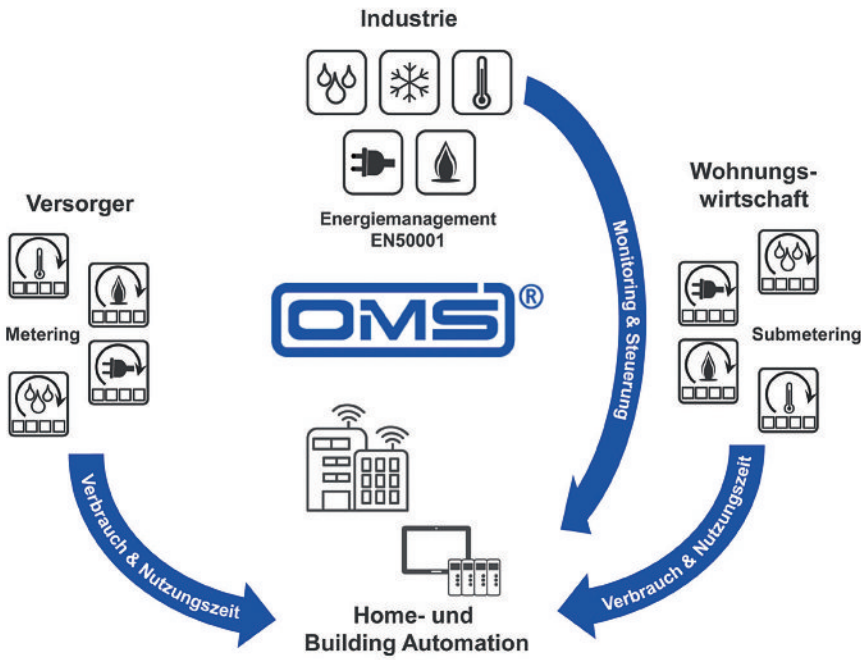 Industrie
Energiemanagement
EN50001
Versorger
Metering
Wohnungs-
wirtschaft
Submetering
OMS®
Monitoring & Steuerung
Verbrauch & Nutzungszeit
Verbrauch & Nutzungszeit
Home- und
Building Automation